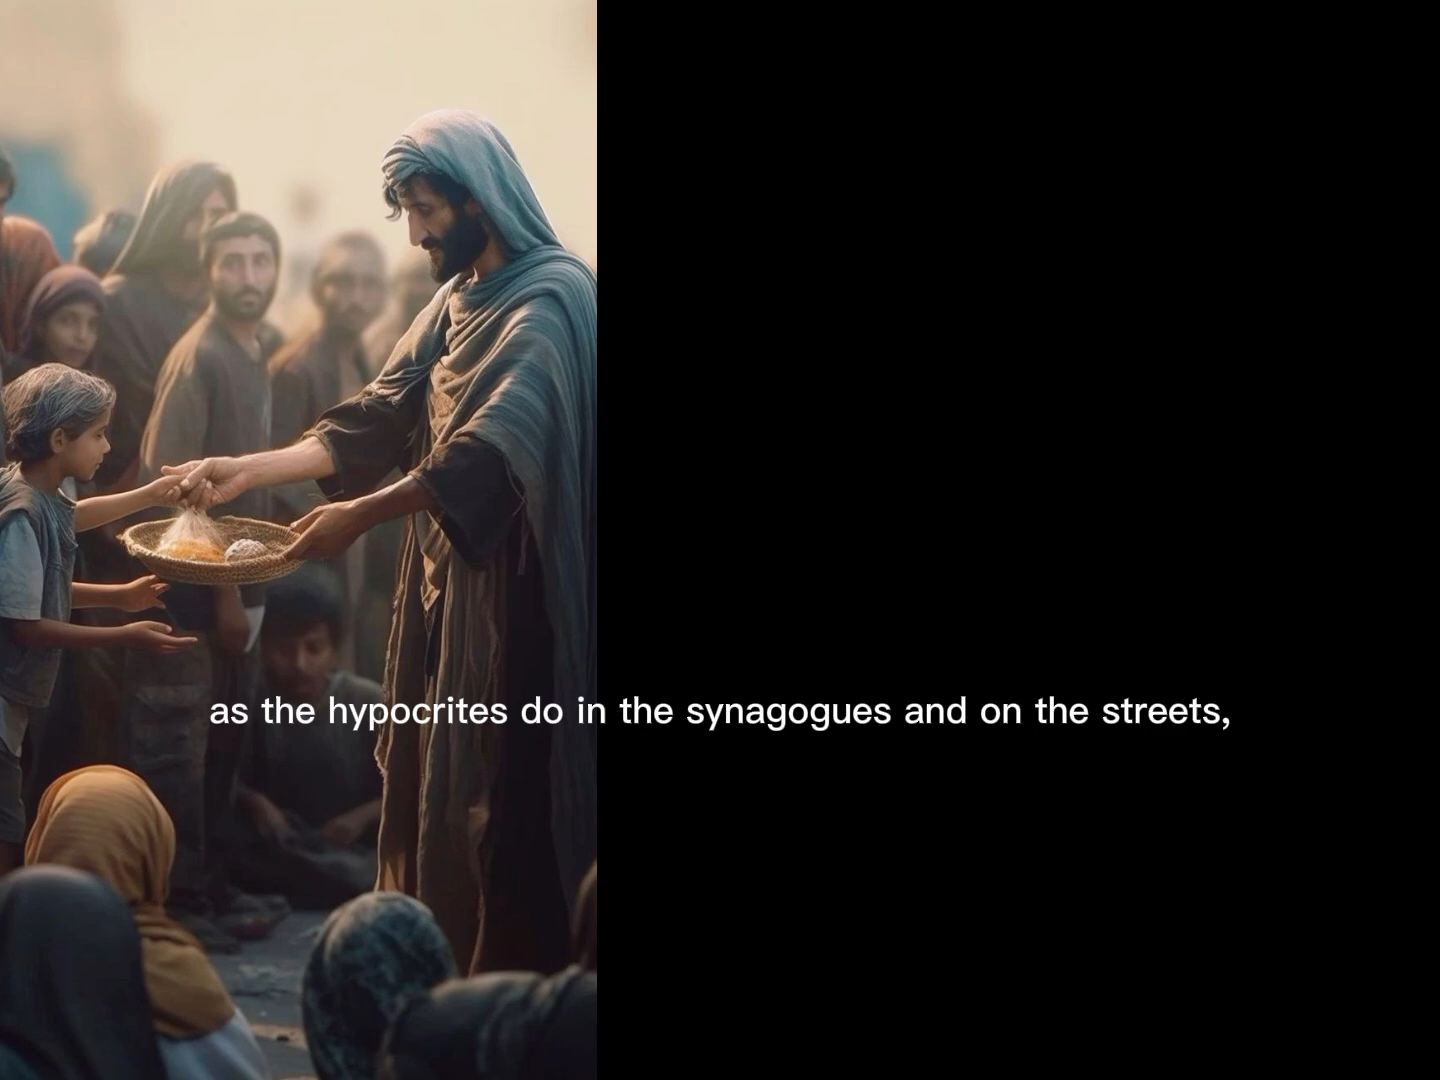 as the hypocrites do in the synagogues and on the streets,